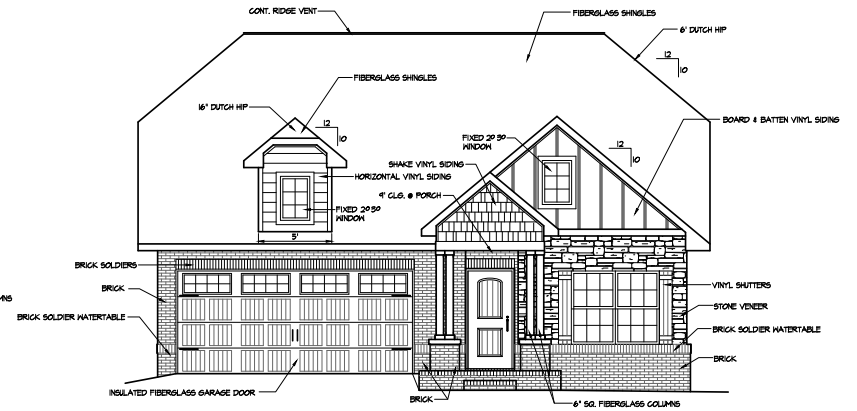 CONT. RIDGE VENT
FIBERGLASS SHINGLES
6' DUTCH HIP
12
10
FIBERGLASS SHINGLES
16" DUTCH HIP
12
10
BOARD & BATTEN VINYL SIDING
FIXED 2⁰ 3⁰
WINDOW
12
10
SHAKE VINYL SIDING
HORIZONTAL VINYL SIDING
9' CLG. @ PORCH
FIXED 2⁰ 3⁰
WINDOW
5'
BRICK SOLDIERS
BRICK
VINYL SHUTTERS
NS
STONE VENEER
BRICK SOLDIER WATERTABLE
BRICK SOLDIER WATERTABLE
BRICK
INSULATED FIBERGLASS GARAGE DOOR
BRICK
6" SQ. FIBERGLASS COLUMNS